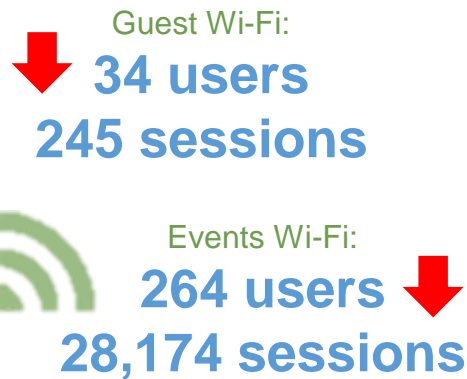 Guest Wi-Fi:
34 users
245 sessions
Events Wi-Fi:
264 users
28,174 sessions